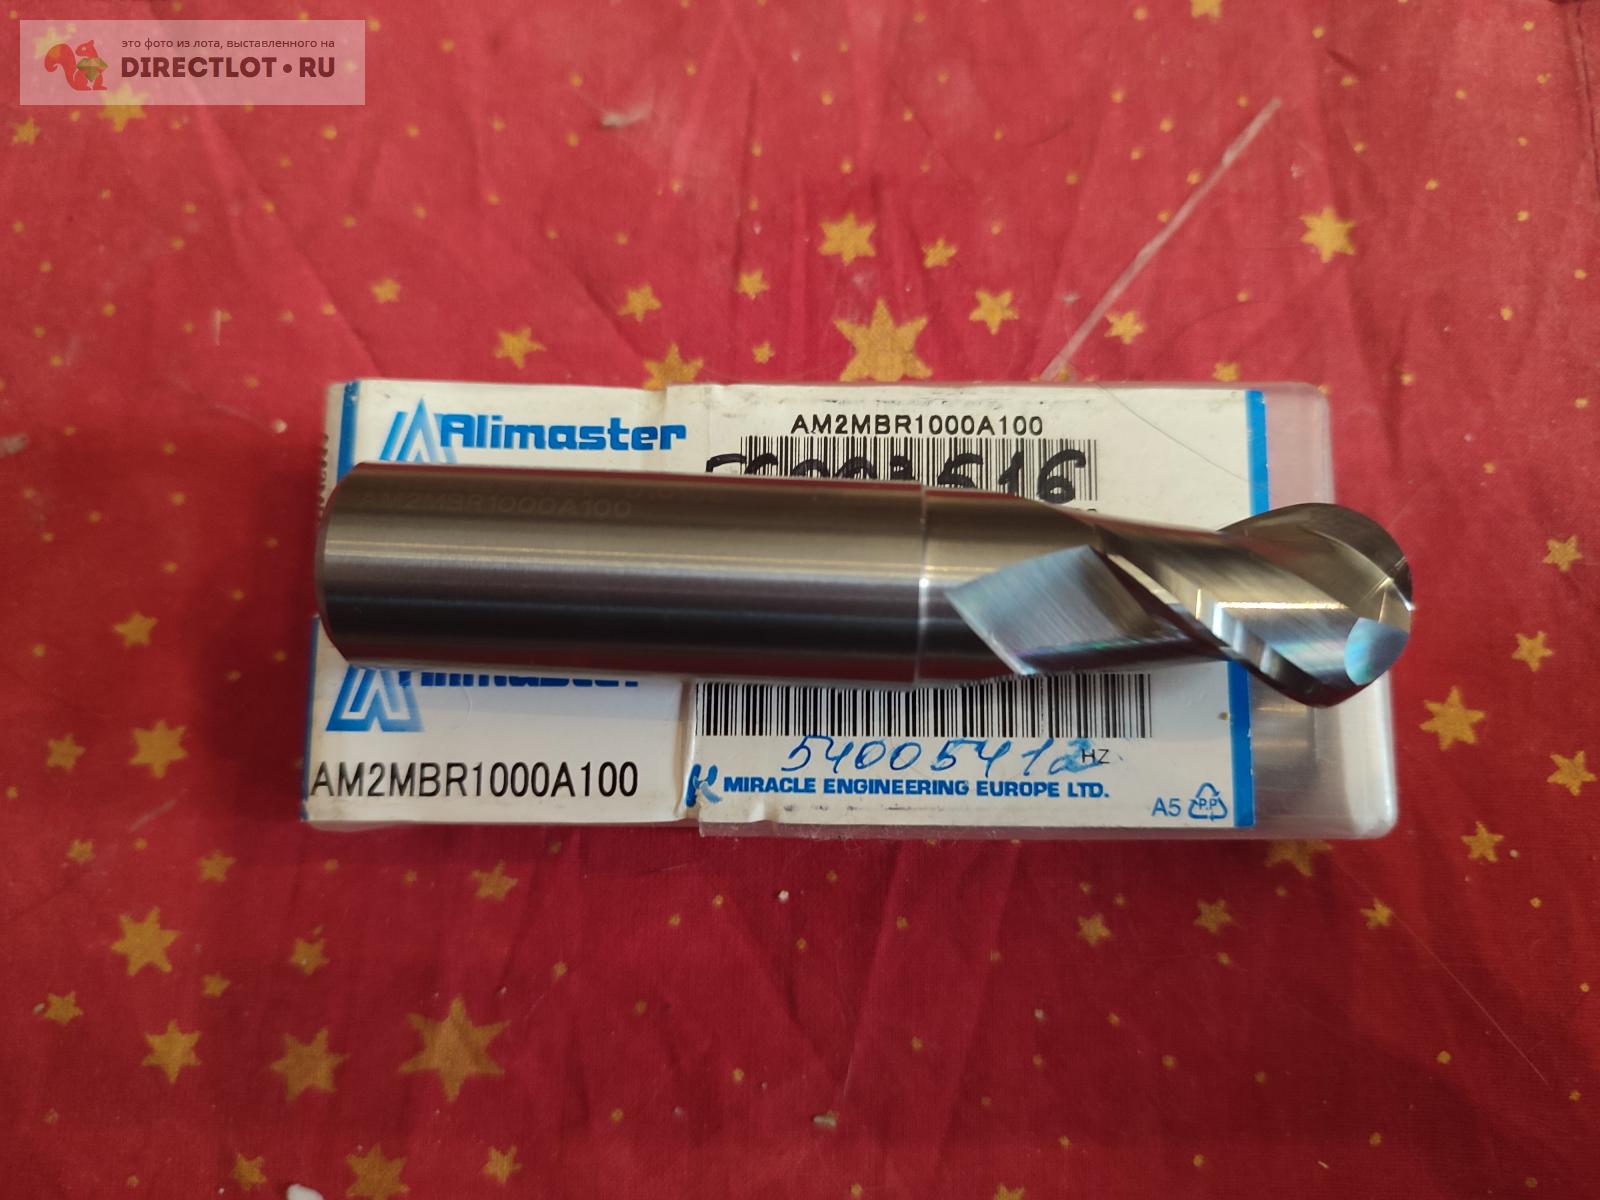 это фото из лота, выставленного на
DIRECTLOT.RU
Alimaster
AM2MBR1000A100
AM2MBR1000A100
AM2MBR1000A100
54005412
HZ
MIRACLE ENGINEERING EUROPE LTD.
A5 PP